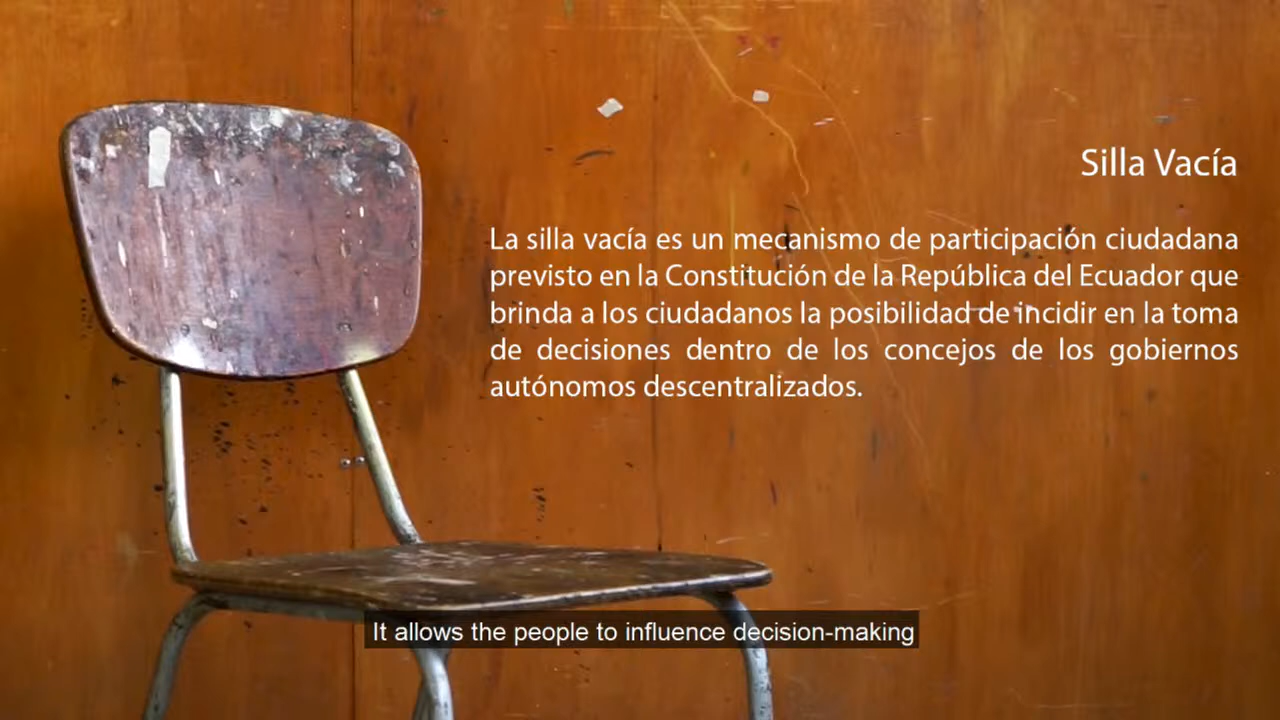 Silla Vacía
La silla vacía es un mecanismo de participación ciudadana
previsto en la Constitución de la República del Ecuador que
brinda a los ciudadanos la posibilidad de incidir en la toma
de decisiones dentro de los concejos de los gobiernos
autónomos descentralizados.
It allows the people to influence decision-making